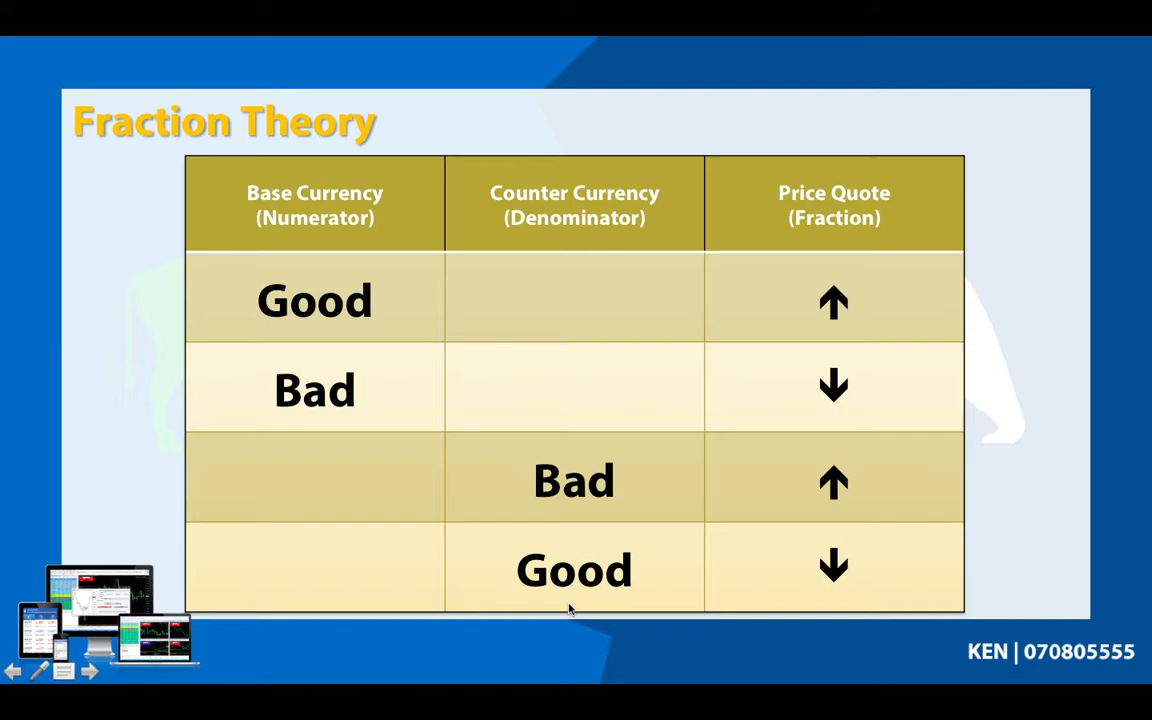 Fraction Theory
Base Currency
(Numerator)
Counter Currency
(Denominator)
Price Quote
(Fraction)
Good
↑
Bad
↓
Bad
↑
Good
↓
KEN | 070805555